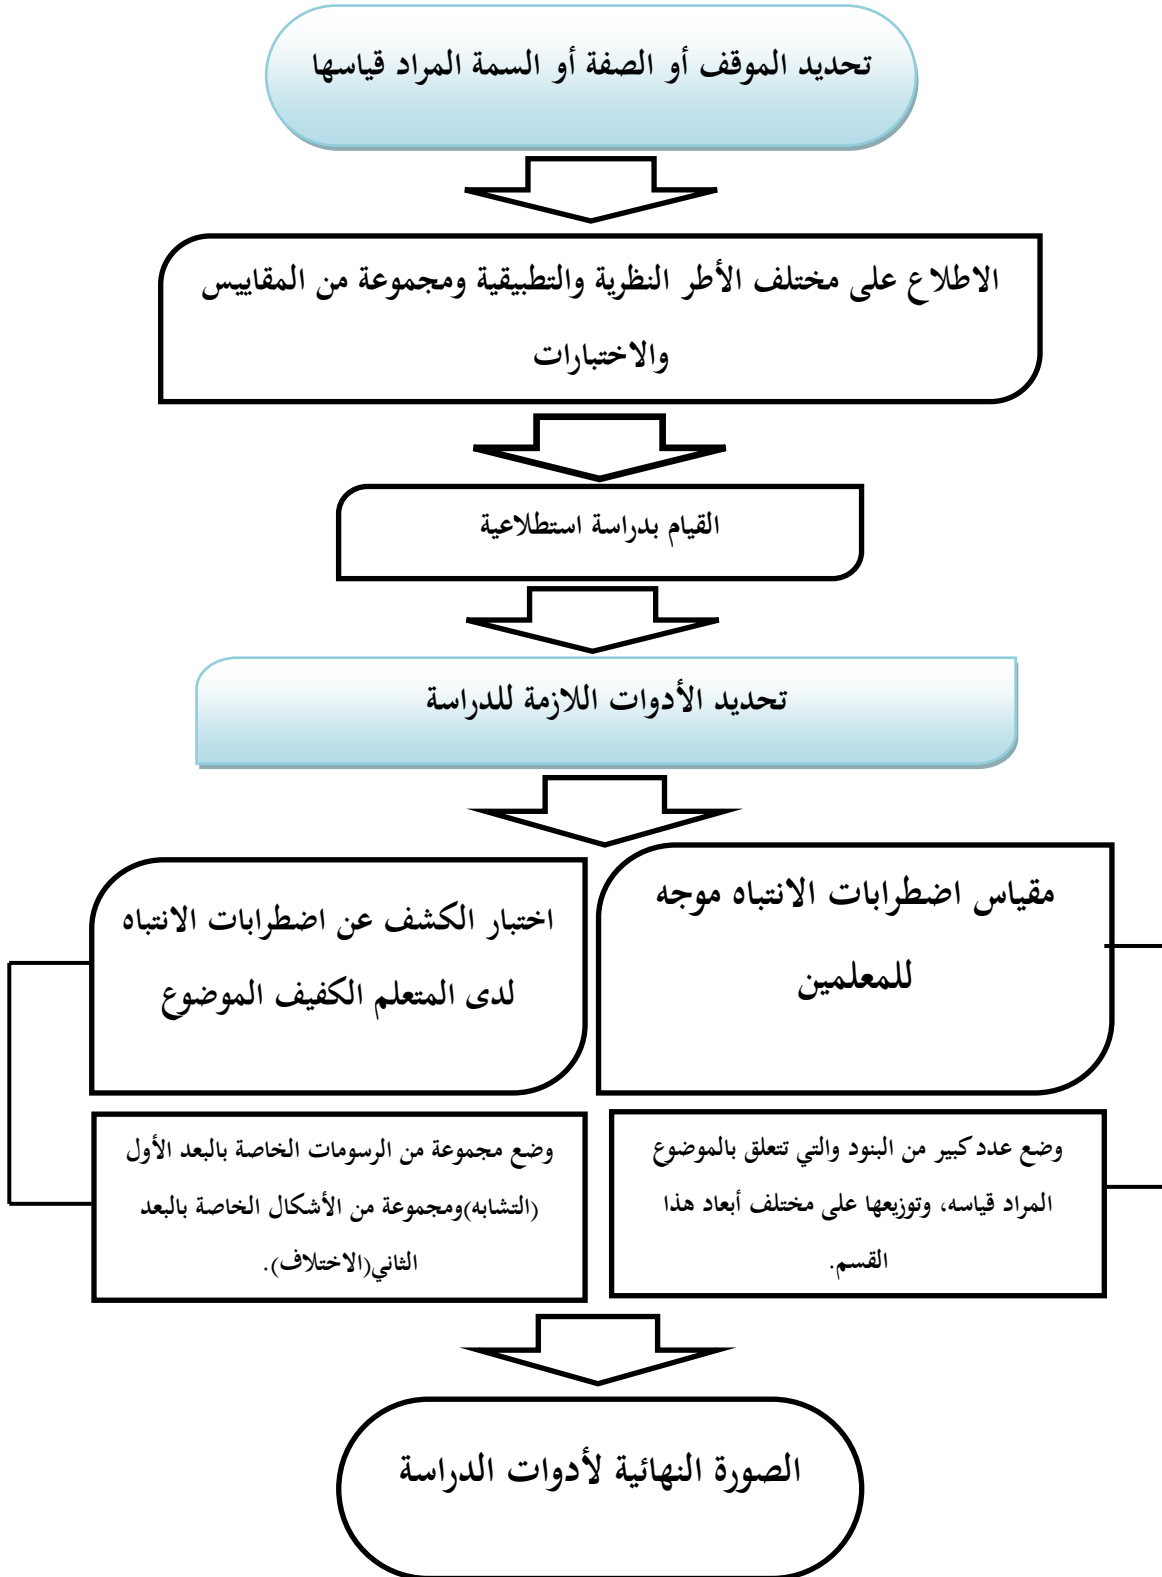 تحديد الموقف أو الصفة أو السمة المراد قياسها
الاطلاع على مختلف الأطر النظرية والتطبيقية ومجموعة من المقاييس
والاختبارات
القيام بدراسة استطلاعية
تحديد الأدوات اللازمة للدراسة
مقياس اضطرابات الانتباه موجه
للمعلمين
اختبار الكشف عن اضطرابات الانتباه
لدى المتعلم الكفيف الموضوع
وضع عدد كبير من البنود والتي تتعلق بالموضوع
المراد قياسه، وتوزيعها على مختلف أبعاد هذا
القسم.
وضع مجموعة من الرسومات الخاصة بالبعد الأول
(التشابه)ومجموعة من الأشكال الخاصة بالبعد
الثاني(الاختلاف).
الصورة النهائية لأدوات الدراسة